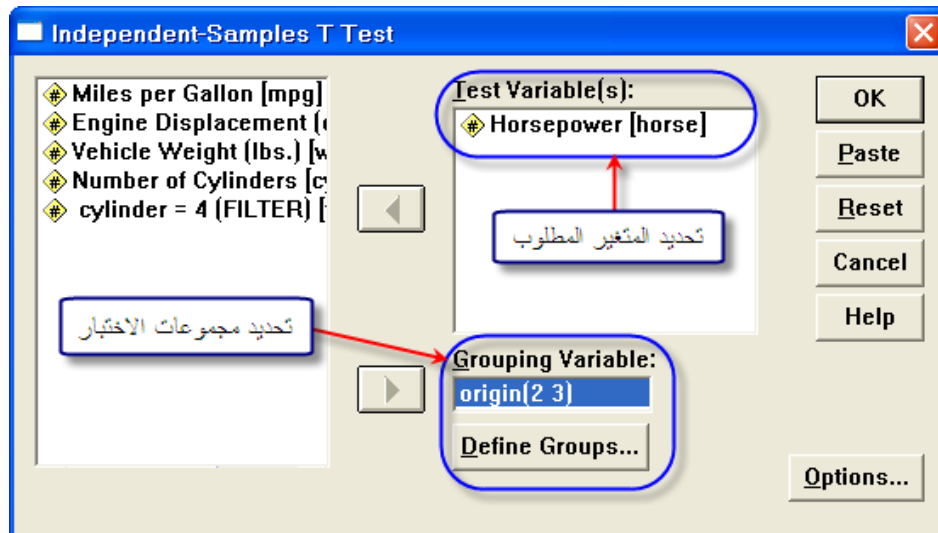 Independent-Samples T Test
Miles per Gallon [mpg]
Engine Displacement (
Vehicle Weight (lbs.) [w
Number of Cylinders [cy
cylinder = 4 (FILTER) [
Test Variable(s):
Horsepower [horse]
تحديد المتغير المطلوب
تحديد مجموعات الاختبار
Grouping Variable:
origin(2 3)
Define Groups...
OK
Paste
Reset
Cancel
Help
Options...